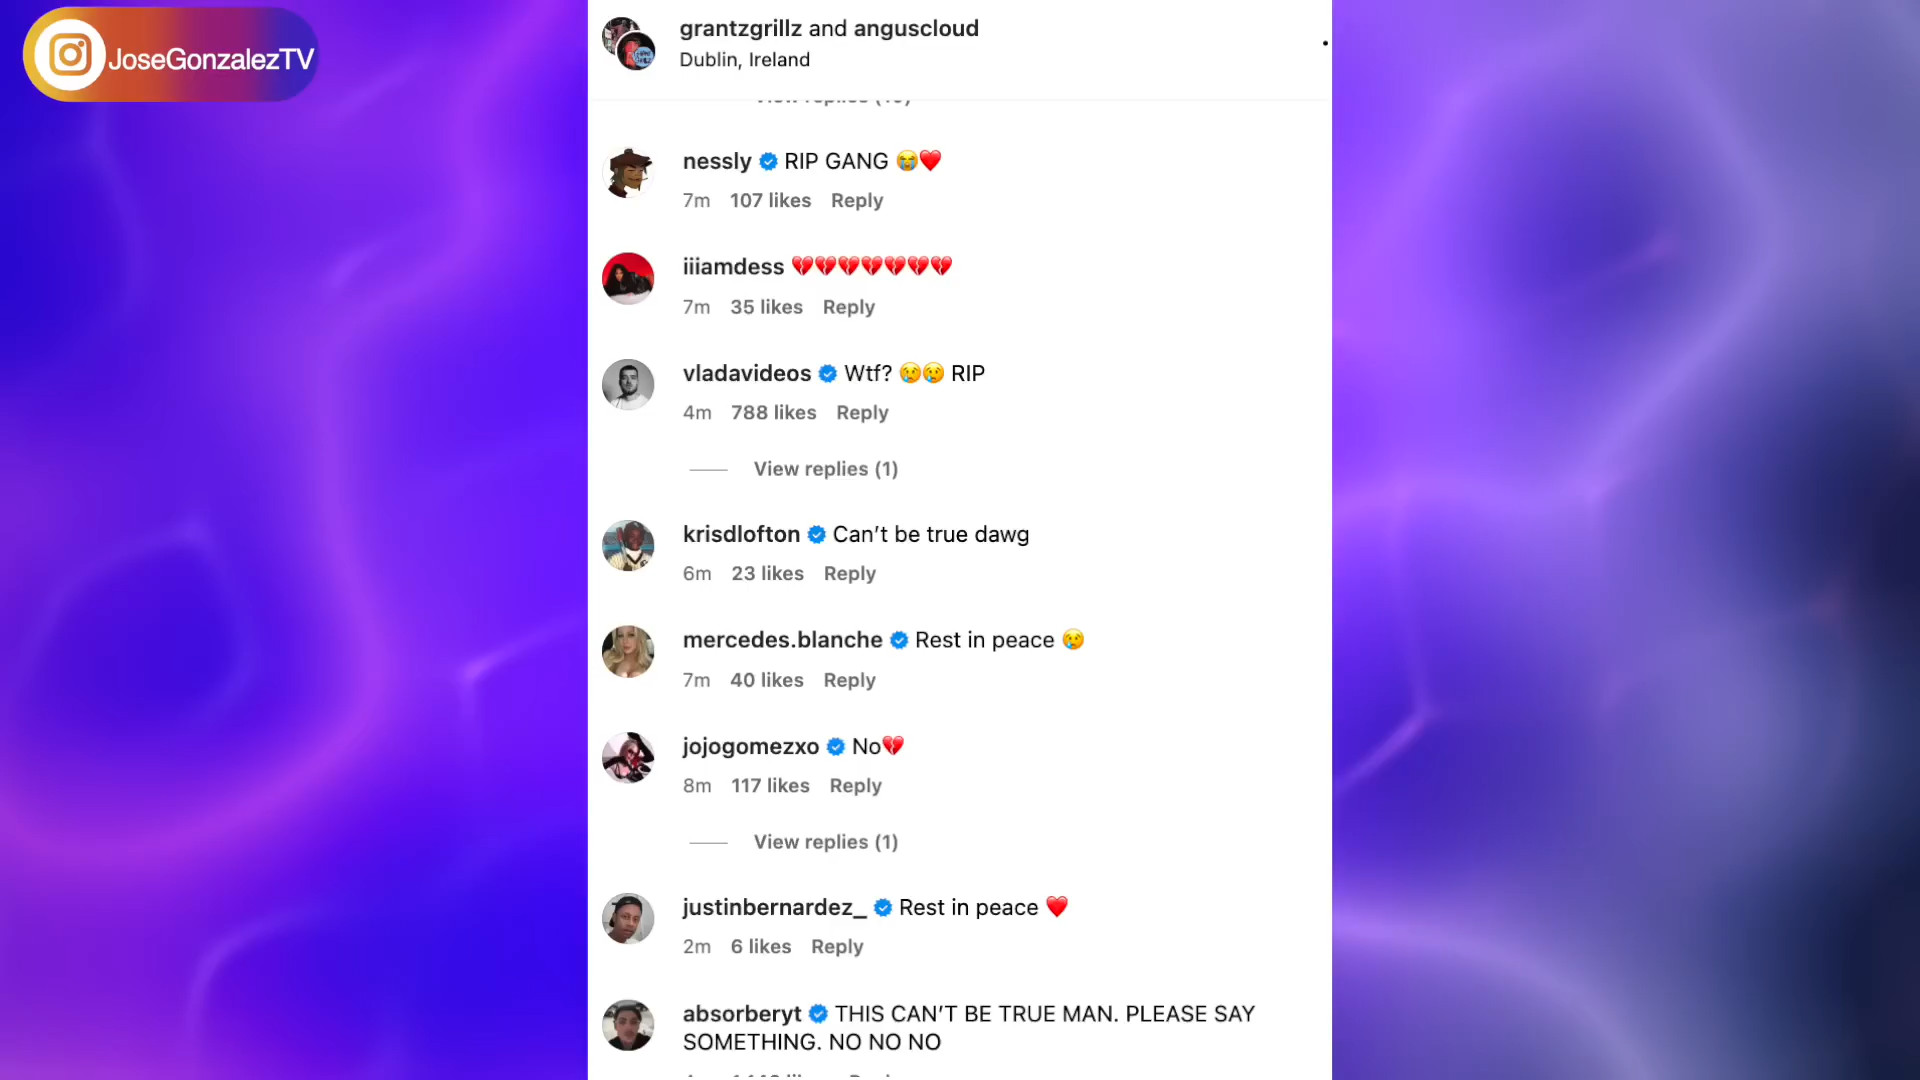 JoseGonzalezTV
grantzgrillz and anguscloud
Dublin, Ireland
nessly RIP GANG 😭❤️
7m 107 likes Reply
iiiamdess 💔💔💔💔💔💔💔
7m 35 likes Reply
vladavideos Wtf? 😢😢 RIP
4m 788 likes Reply
View replies (1)
krisdlofton Can't be true dawg
6m 23 likes Reply
mercedes.blanche Rest in peace 😢
7m 40 likes Reply
jojogomezxo No💔
8m 117 likes Reply
View replies (1)
justinbernardez_ Rest in peace ❤️
2m 6 likes Reply
absorberyt THIS CAN'T BE TRUE MAN. PLEASE SAY
SOMETHING. NO NO NO